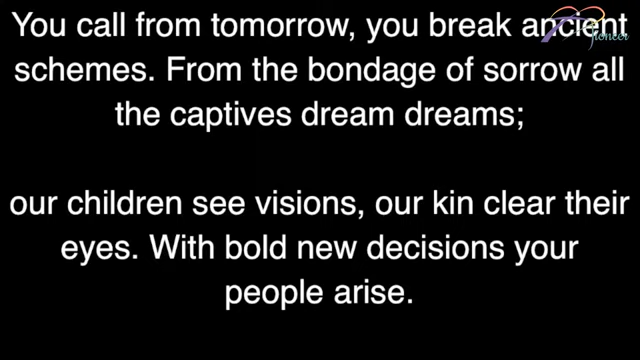 You call from tomorrow, you break ancient
schemes. From the bondage of sorrow all
the captives dream dreams;
our children see visions, our kin clear their
eyes. With bold new decisions your
people arise.
Pioneer